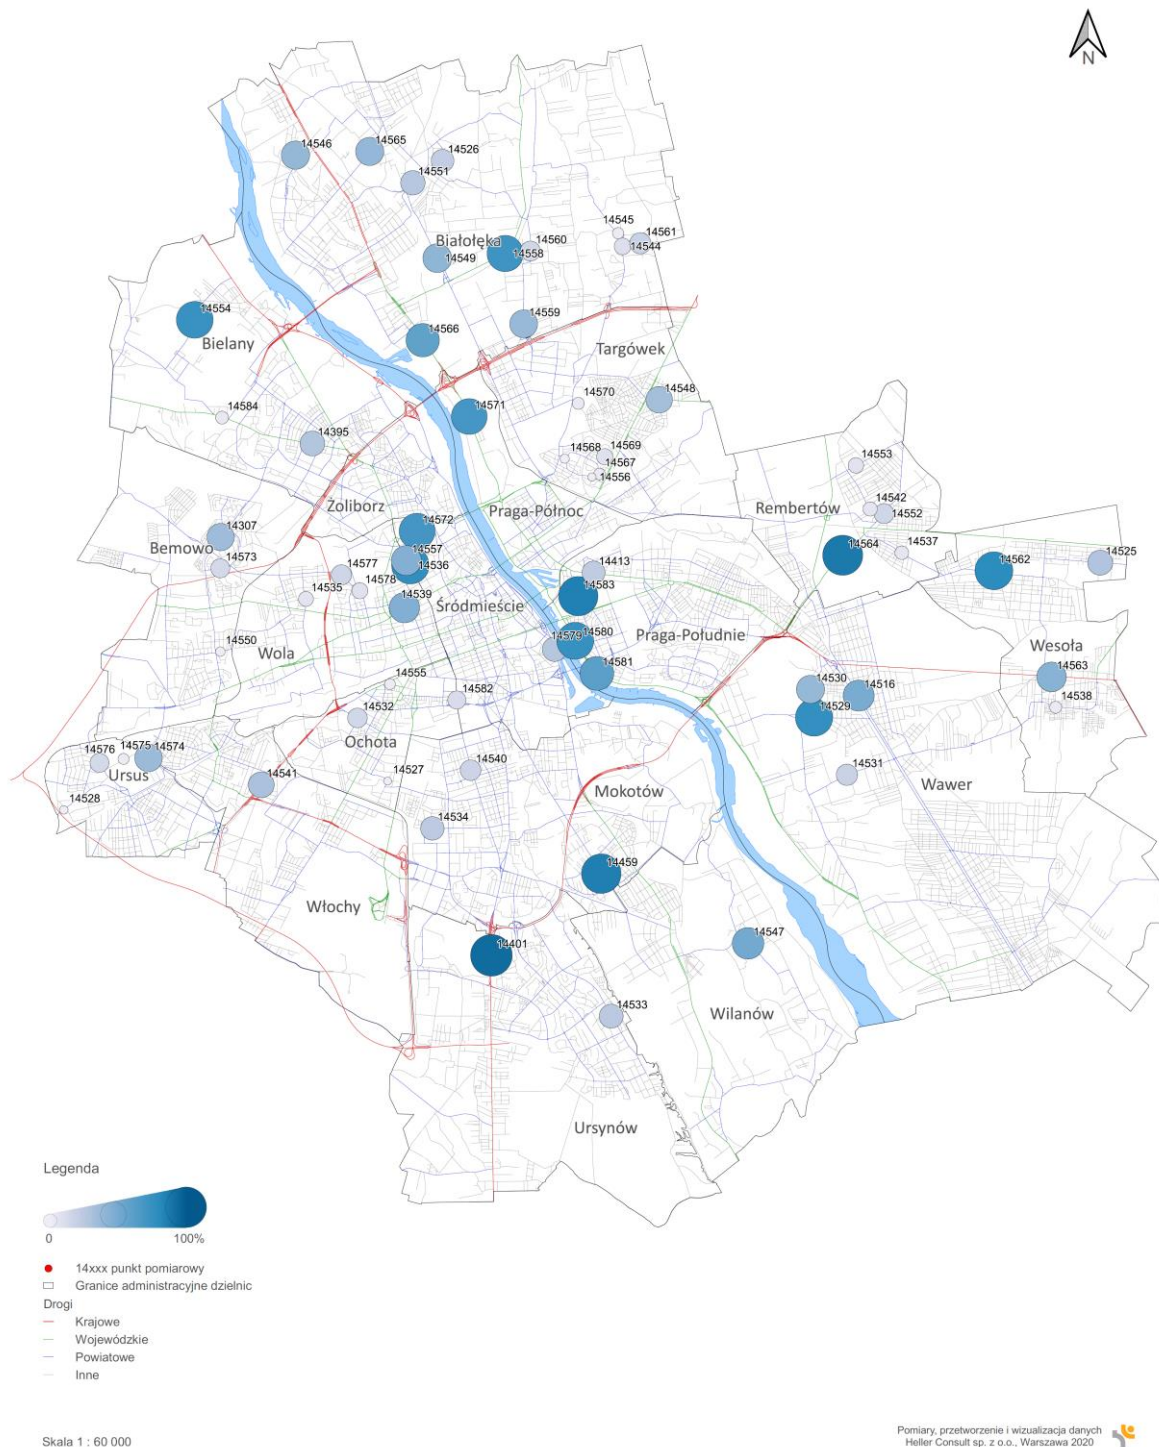 N
14546
14565
14526
14551
14545
14561
14544
Białołęka
14560
14558
14549
14554
Bielany
14559
14566
Targówek
14571
14570
14548
14584
14395
14568
14569
14567
14556
14553
Żoliborz
Praga-Północ
Rembertów
14542
14552
14307
Bemowo
14572
14557
14536
14573
14577
14578
14535
14539
Śródmieście
14413
14583
14564
14537
14562
14525
14579
14580
Praga-Południe
14550
Wola
14581
Wesoła
14563
14538
14530
14516
14529
14555
14582
14532
Ochota
14576
14575
14574
Ursus
14541
14527
14540
Mokotów
14531
Wawer
14528
14534
14459
Włochy
14401
14547
14533
Wilanów
Ursynów
Legenda
0 100%
14xxx punkt pomiarowy
Granice administracyjne dzielnic
Drogi
Krajowe
Wojewódzkie
Powiatowe
Inne
Skala 1 : 60 000
Pomiary, przetworzenie i wizualizacja danych
Heller Consult sp. z o.o., Warszawa 2020